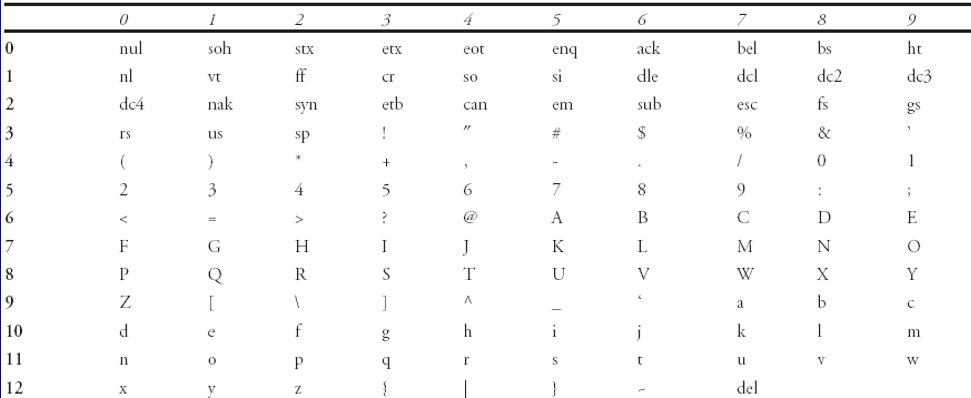 0 1 2 3 4 5 6 7 8 9
0 nul soh stx etx eot enq ack bel bs ht
1 nl vt ff cr so si dle dcl dc2 dc3
2 dc4 nak syn etb can em sub esc fs gs
3 rs us sp ! ″ # $ % & ’
4 ( ) * + , - . / 0 1
5 2 3 4 5 6 7 8 9 : ;
6 < = > ? @ A B C D E
7 F G H I J K L M N O
8 P Q R S T U V W X Y
9 Z [ \ ] ^ _ ‘ a b c
10 d e f g h i j k l m
11 n o p q r s t u v w
12 x y z { | } ~ del